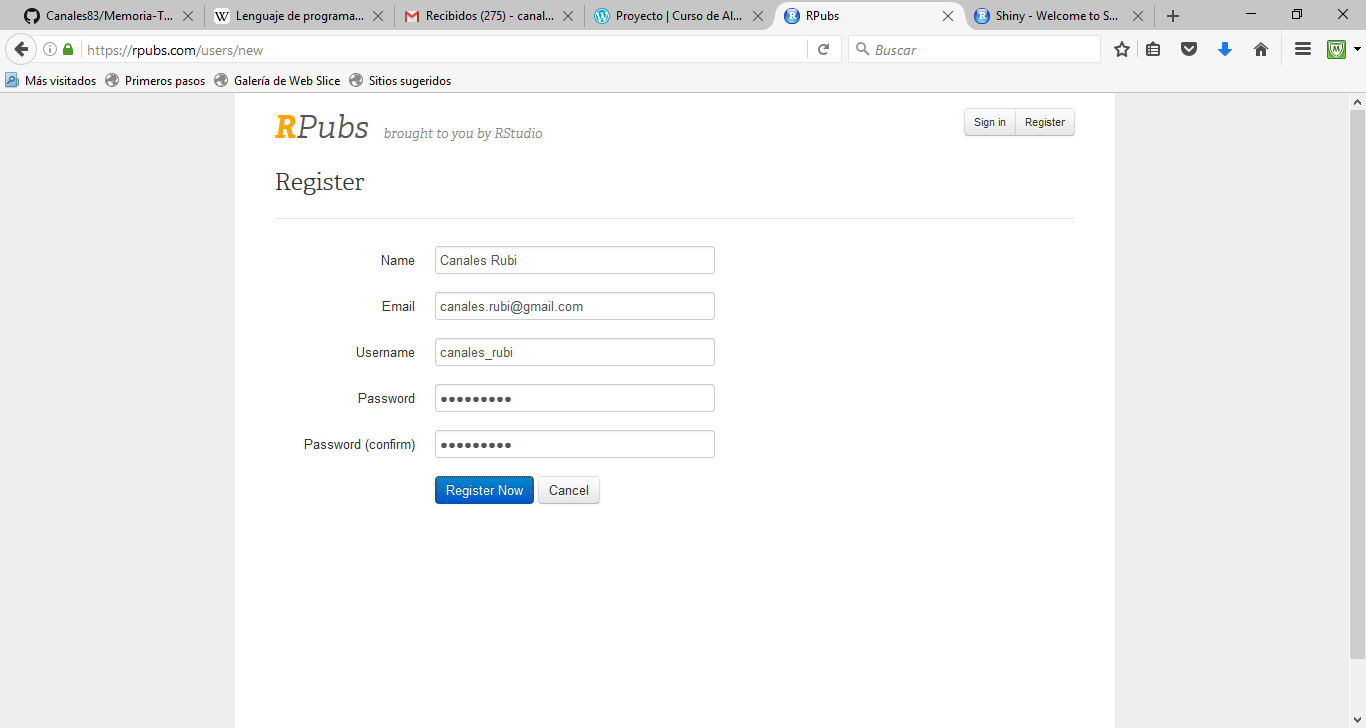 Canales83/Memoria-T... Lenguaje de programa... Recibidos (275) - canal... Proyecto | Curso de Al... RPubs Shiny - Welcome to S...
https://rpubs.com/users/new Buscar
Más visitados Primeros pasos Galería de Web Slice Sitios sugeridos
RPubs brought to you by RStudio Sign in Register
Register
Name Canales Rubi
Email canales.rubi@gmail.com
Username canales_rubi
Password •••••••••
Password (confirm) •••••••••
Register Now Cancel